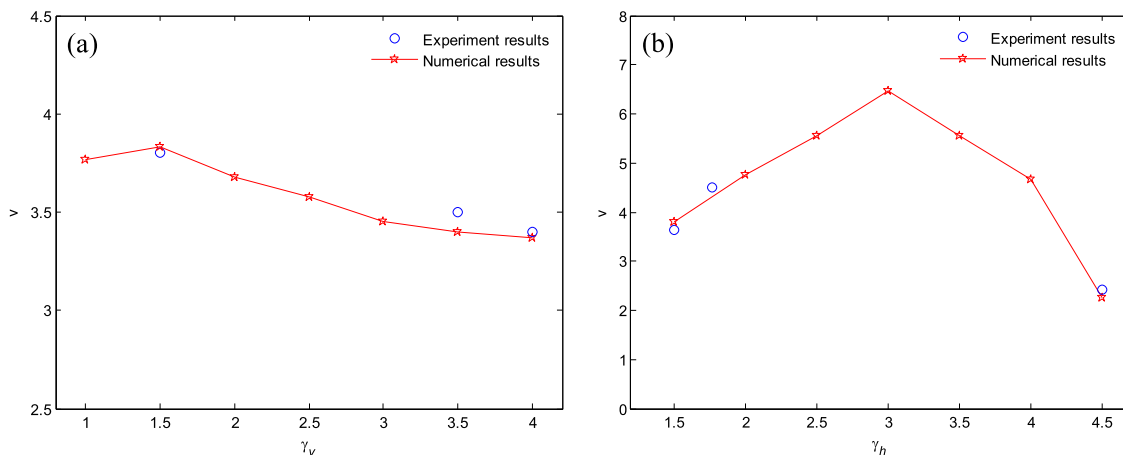 (a)
Experiment results
Numerical results
4.5
4
3.5
3
2.5
v
1 1.5 2 2.5 3 3.5 4
γv
(b)
Experiment results
Numerical results
8
7
6
5
4
3
2
1
0
v
1.5 2 2.5 3 3.5 4 4.5
γh